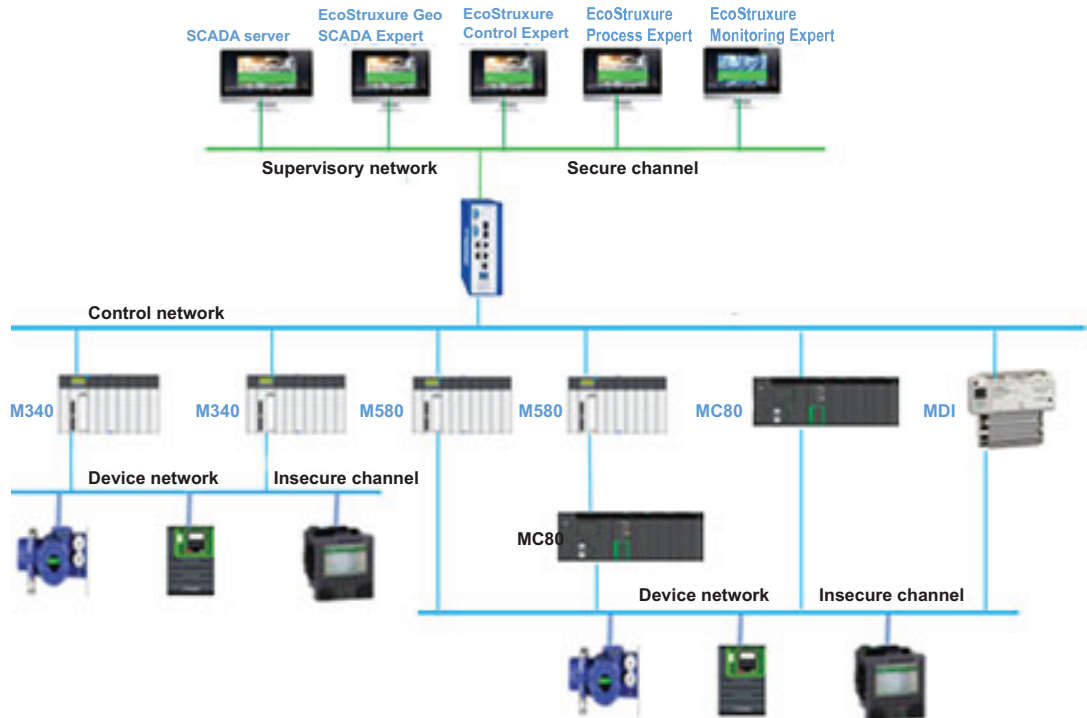 SCADA server
EcoStruxure Geo
SCADA Expert
EcoStruxure
Control Expert
EcoStruxure
Process Expert
EcoStruxure
Monitoring Expert
Supervisory network
Secure channel
Control network
M340
M340
M580
M580
MC80
MDI
Device network
Insecure channel
MC80
Device network
Insecure channel